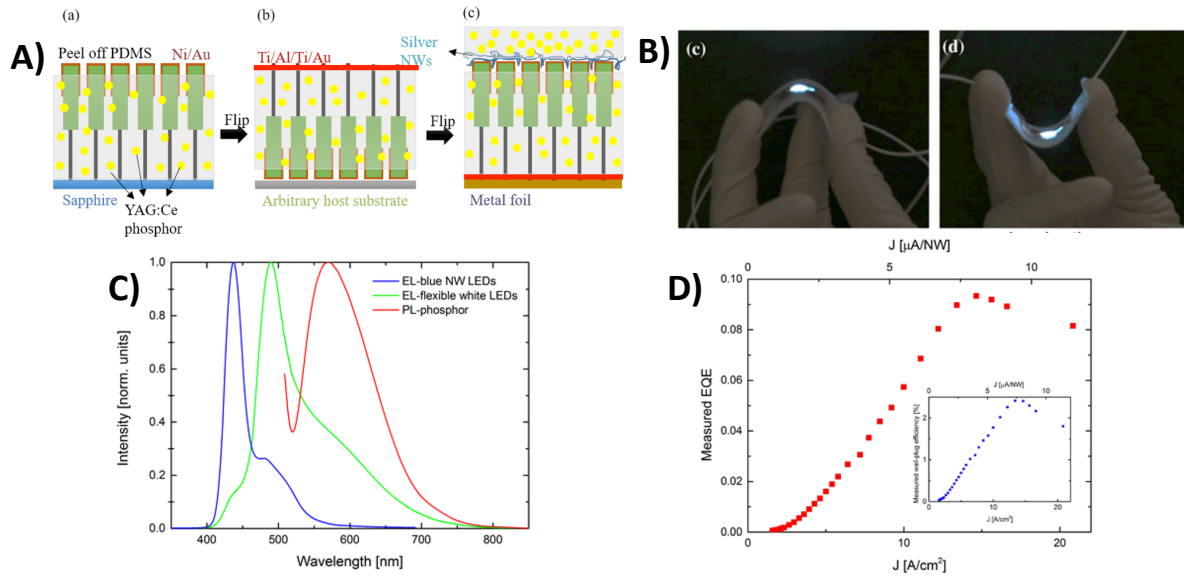 A)
(a)
Peel off PDMS
Ni/Au
Sapphire
YAG:Ce
phosphor
Flip
(b)
Ti/Al/Ti/Au
Arbitrary host substrate
Flip
(c)
Silver
NWs
Metal foil
B)
(c)
(d)
C)
EL-blue NW LEDs
EL-flexible white LEDs
PL-phosphor
Intensity [norm. units]
1.0
0.8
0.6
0.4
0.2
0.0
400
500
600
700
800
Wavelength [nm]
D)
J [μA/NW]
0
5
10
Measured EQE
0.10
0.08
0.06
0.04
0.02
0.00
0
10
20
J [A/cm²]
J [μA/NW]
0
5
10
Measured wall-plug efficiency [%]
2
1
0
0
10
20
J [A/cm²]